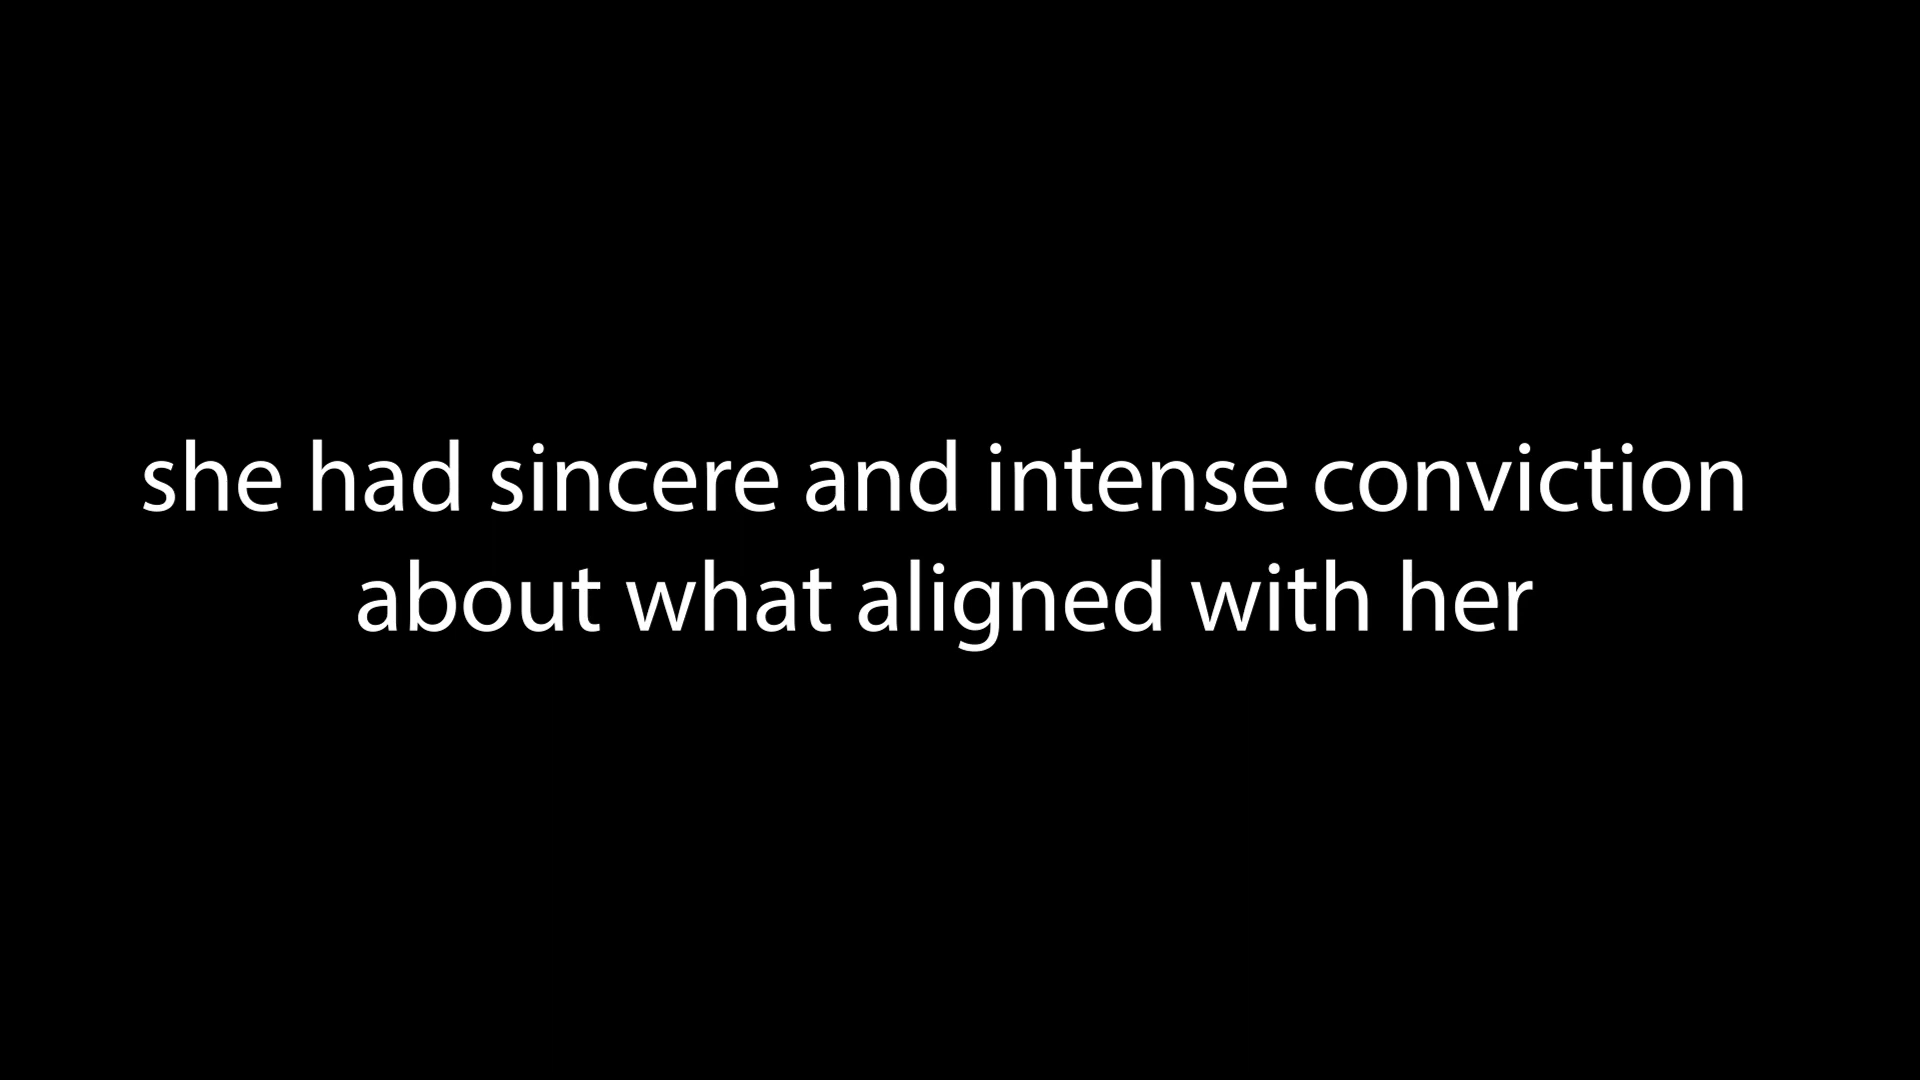 she had sincere and intense conviction
about what aligned with her